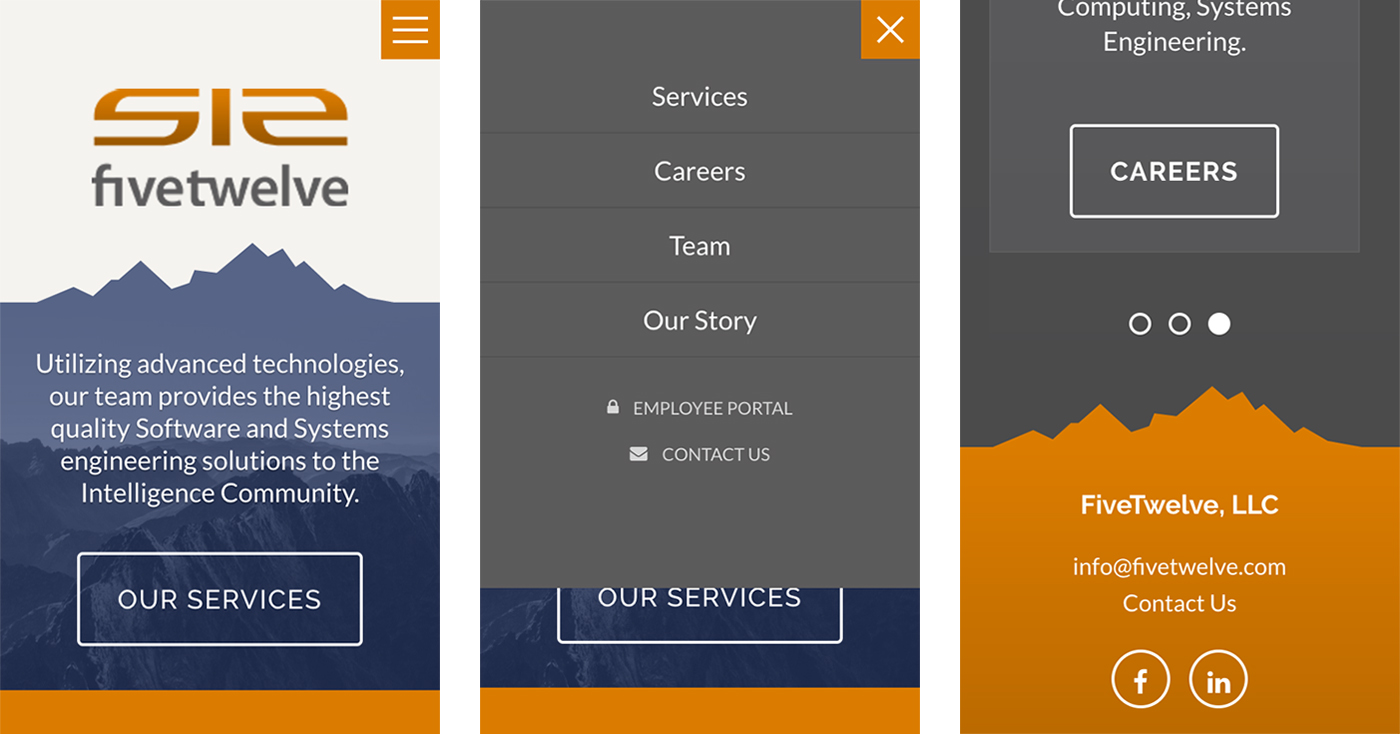 512
fivetwelve
Utilizing advanced technologies,
our team provides the highest
quality Software and Systems
engineering solutions to the
Intelligence Community.
OUR SERVICES
Services
Careers
Team
Our Story
EMPLOYEE PORTAL
CONTACT US
OUR SERVICES
Computing, Systems
Engineering.
CAREERS
FiveTwelve, LLC
info@fivetwelve.com
Contact Us
f
in